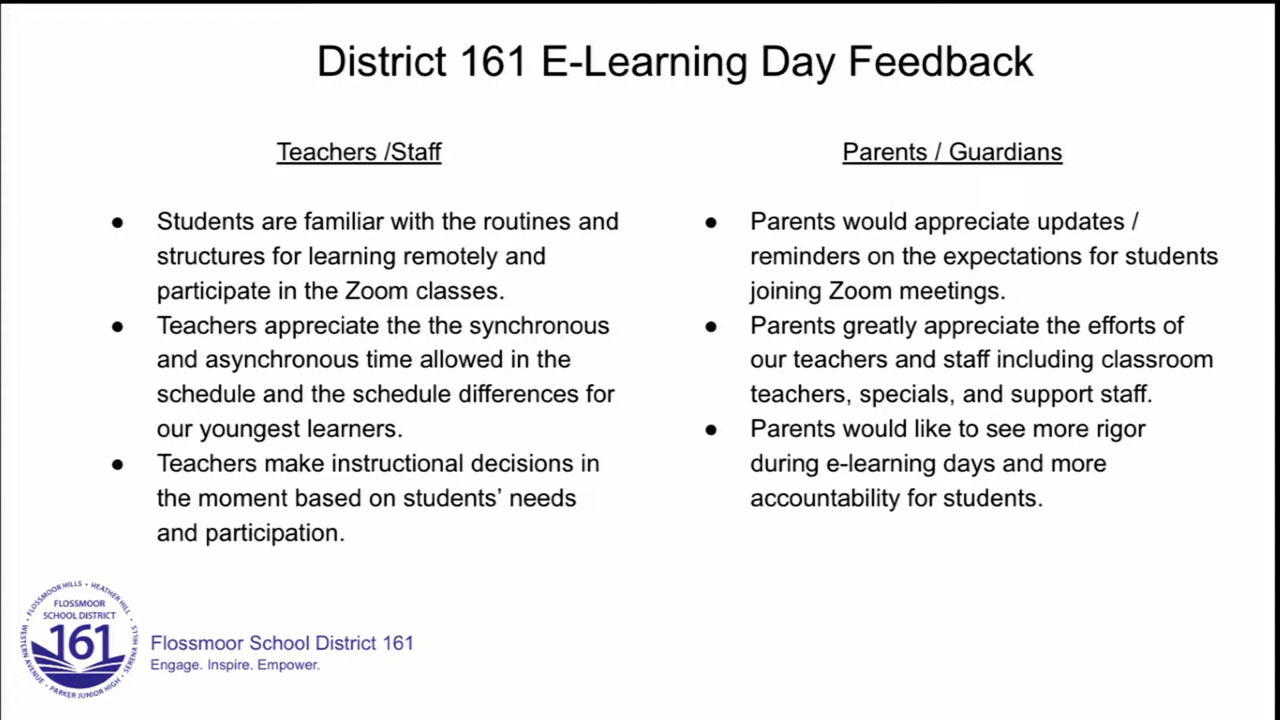 District 161 E-Learning Day Feedback
Teachers /Staff
● Students are familiar with the routines and
structures for learning remotely and
participate in the Zoom classes.
● Teachers appreciate the the synchronous
and asynchronous time allowed in the
schedule and the schedule differences for
our youngest learners.
● Teachers make instructional decisions in
the moment based on students’ needs
and participation.
Parents / Guardians
● Parents would appreciate updates /
reminders on the expectations for students
joining Zoom meetings.
● Parents greatly appreciate the efforts of
our teachers and staff including classroom
teachers, specials, and support staff.
● Parents would like to see more rigor
during e-learning days and more
accountability for students.
WESTERN AVENUE • FLOSSMOOR HILLS • HEATHER HILL • SERENA HILLS • PARKER JUNIOR HIGH •
FLOSSMOOR
SCHOOL DISTRICT
161
Flossmoor School District 161
Engage. Inspire. Empower.